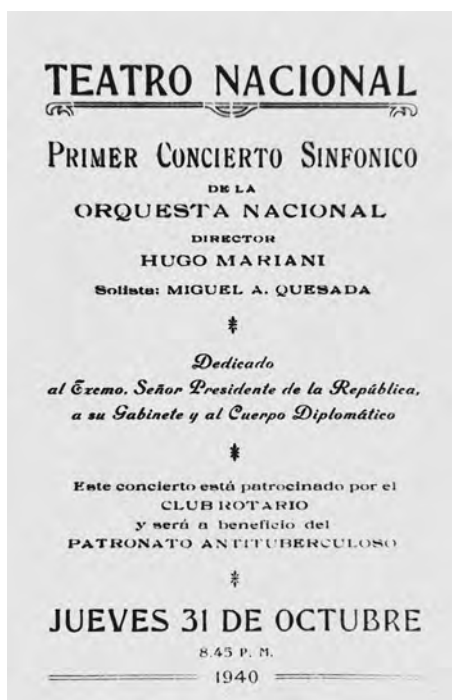 TEATRO NACIONAL
PRIMER CONCIERTO SINFONICO
DE LA
ORQUESTA NACIONAL
DIRECTOR
HUGO MARIANI
Solista: MIGUEL A. QUESADA
Dedicado
al Excmo. Señor Presidente de la República,
a su Gabinete y al Cuerpo Diplomático
Este concierto está patrocinado por el
CLUB ROTARIO
y será a beneficio del
PATRONATO ANTITUBERCULOSO
JUEVES 31 DE OCTUBRE
8.45 P. M.
1940